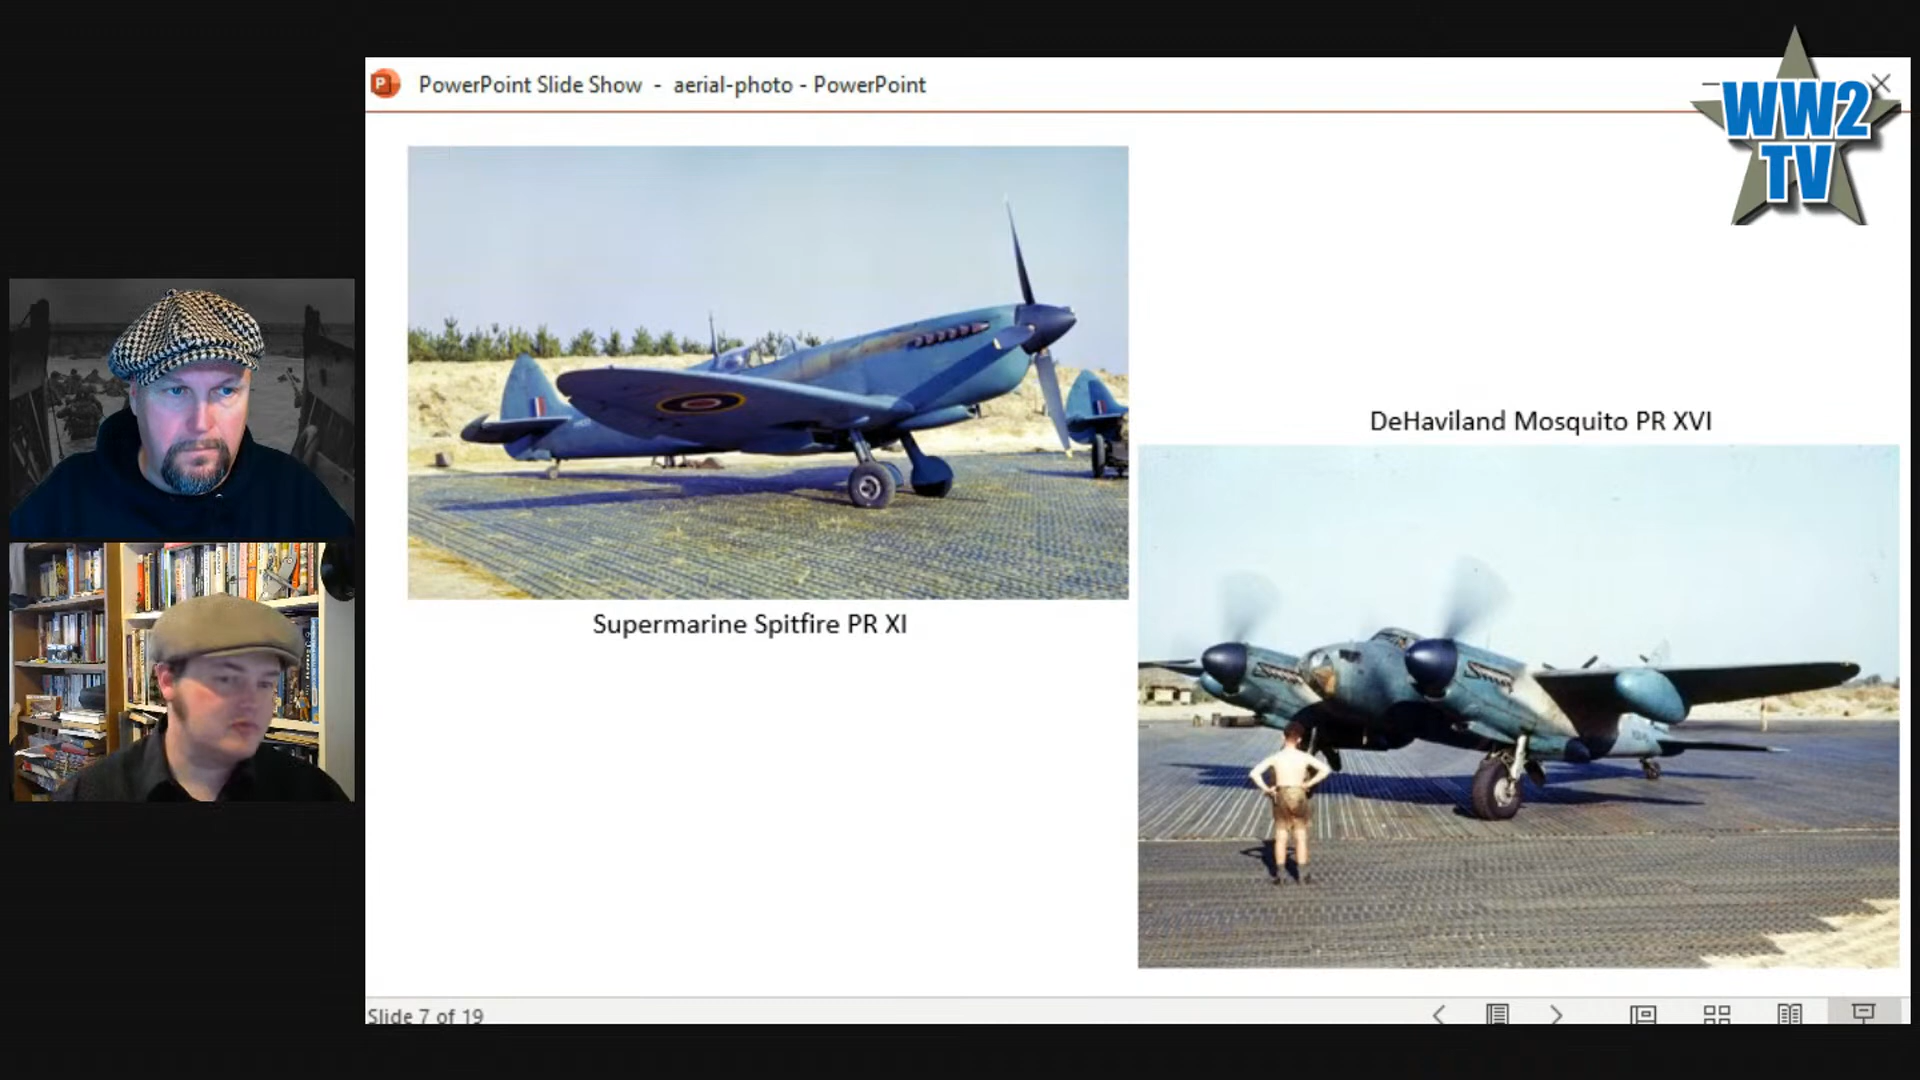 PowerPoint Slide Show - aerial-photo - PowerPoint
WW2
TV
DeHaviland Mosquito PR XVI
Supermarine Spitfire PR XI
Slide 7 of 19